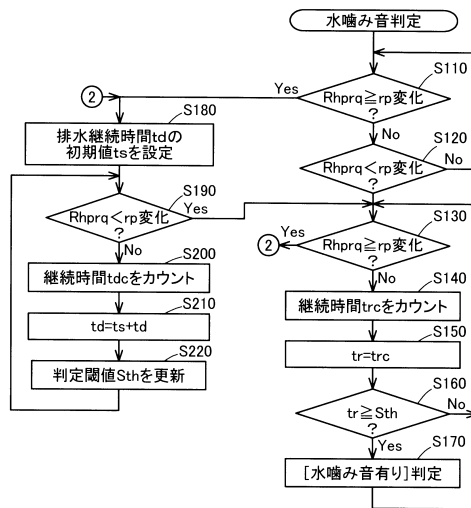 水噛み音判定
S110
Yes
Rhprq≧rp変化
?
No
②
S180
排水継続時間tdの
初期値tsを設定
S120
Rhprq<rp変化
?
No
S190
Rhprq<rp変化
?
Yes
No
S130
Rhprq≧rp変化
?
Yes
②
No
S200
継続時間tdcをカウント
S140
継続時間trcをカウント
S210
td=ts+td
S150
tr=trc
S220
判定閾値Sthを更新
S160
tr≧Sth
?
No
Yes
S170
[水噛み音有り]判定